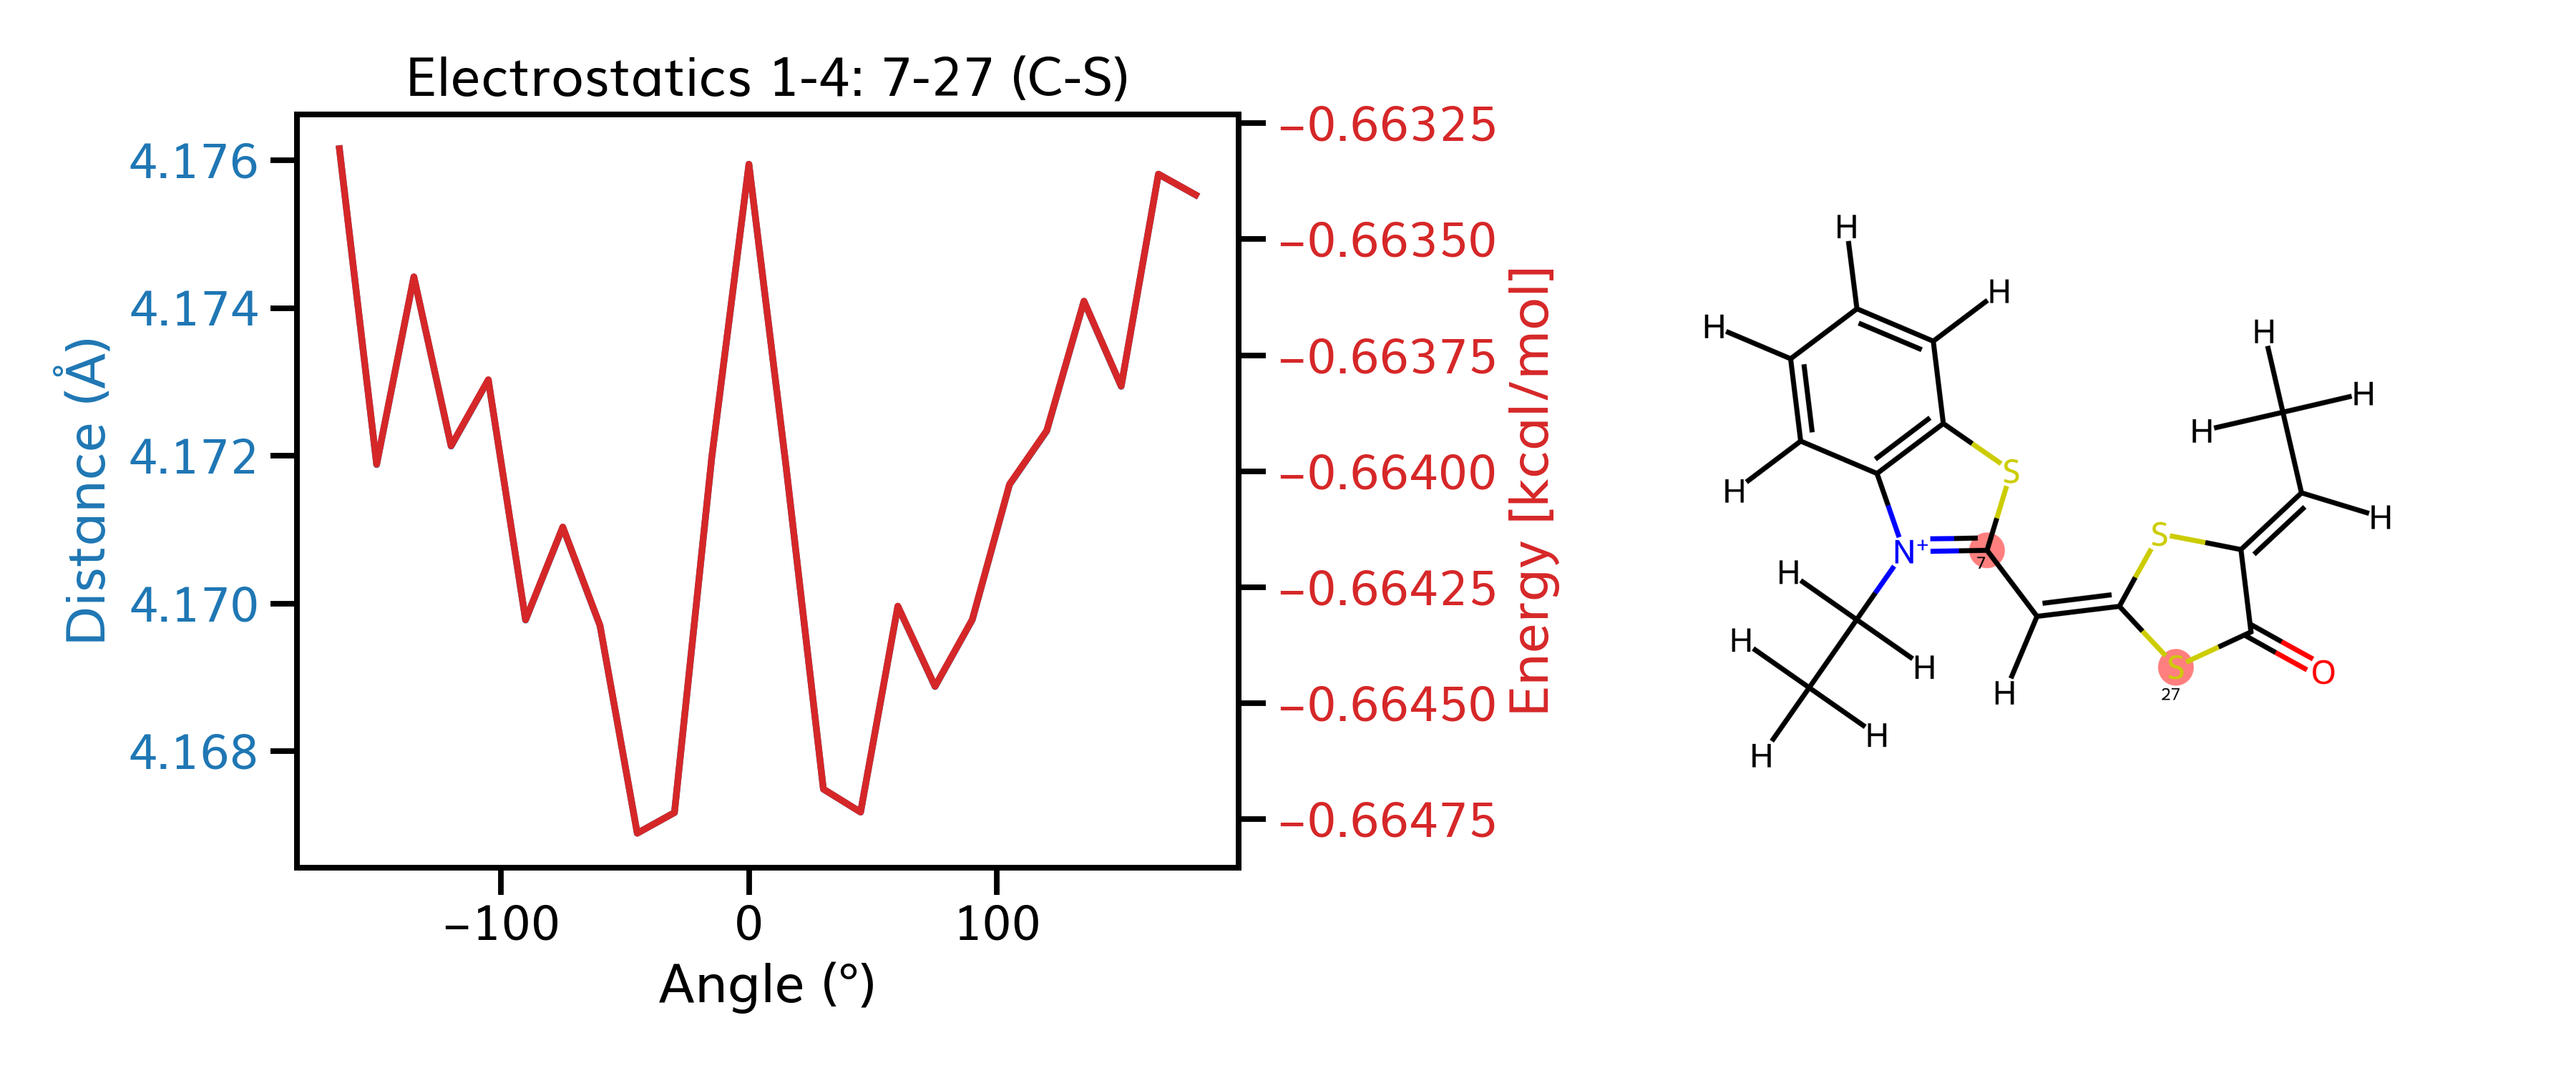 Electrostatics 1-4: 7-27 (C-S)
Distance (Å)
4.176
4.174
4.172
4.170
4.168
−100
0
100
Angle (°)
−0.66325
−0.66350
−0.66375
−0.66400
−0.66425
−0.66450
−0.66475
Energy [kcal/mol]
H
H
H
H
H
H
H
S
S
H
N+
7
H
H
H
H
S
27
O
H
H
H